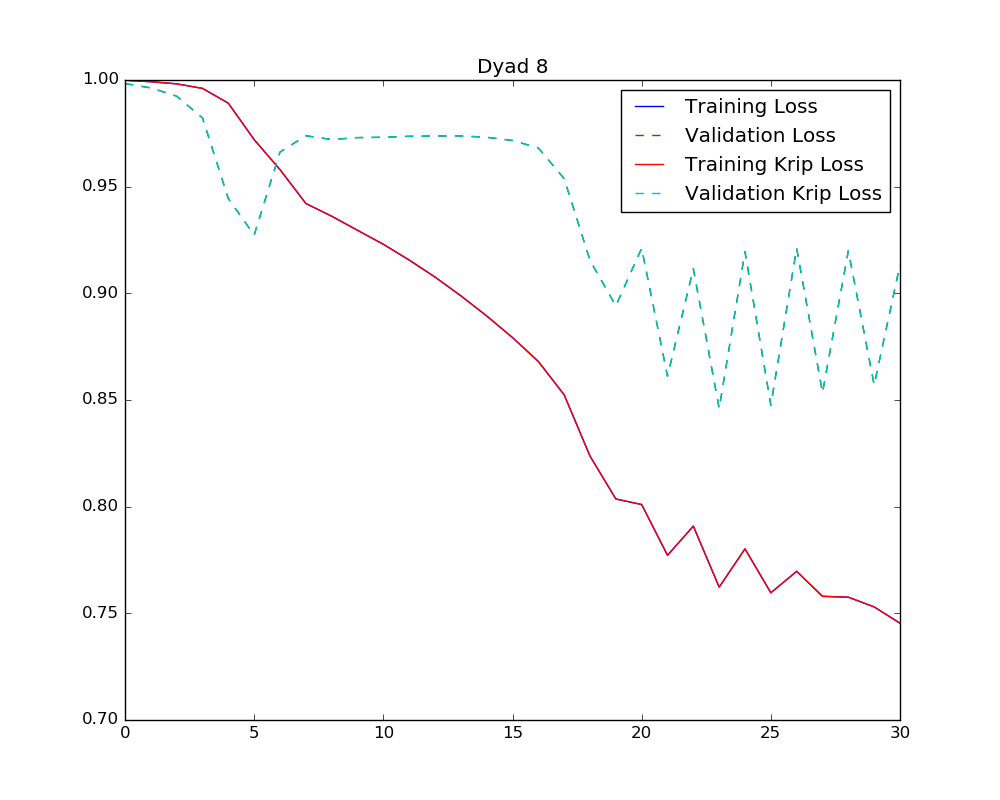 Dyad 8
1.00
0.95
0.90
0.85
0.80
0.75
0.70
Training Loss
Validation Loss
Training Krip Loss
Validation Krip Loss
0 5 10 15 20 25 30